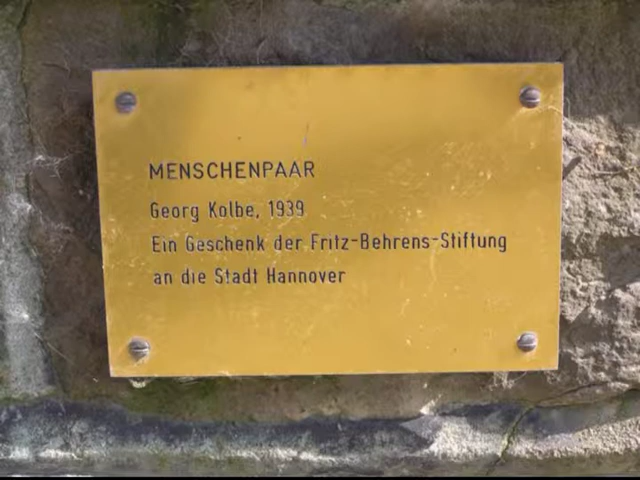 MENSCHENPAAR
Georg Kolbe, 1939
Ein Geschenk der Fritz-Behrens-Stiftung
an die Stadt Hannover